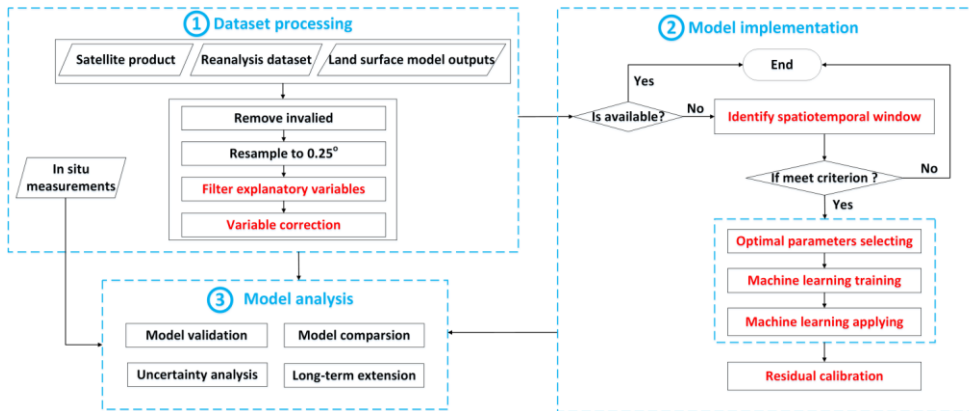 1 Dataset processing
Satellite product
Reanalysis dataset
Land surface model outputs
Remove invalied
Resample to 0.25°
Filter explanatory variables
Variable correction
In situ
measurements
2 Model implementation
End
Yes
Is available?
No
Identify spatiotemporal window
If meet criterion ?
No
Yes
Optimal parameters selecting
Machine learning training
Machine learning applying
Residual calibration
3 Model analysis
Model validation
Model comparsion
Uncertainty analysis
Long-term extension